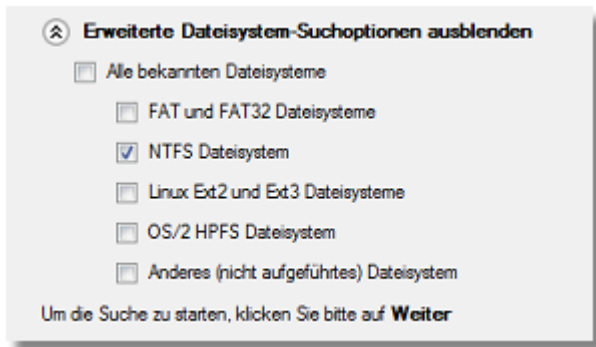 Erweiterte Dateisystem-Suchoptionen ausblenden
Alle bekannten Dateisysteme
FAT und FAT32 Dateisysteme
NTFS Dateisystem
Linux Ext2 und Ext3 Dateisysteme
OS/2 HPFS Dateisystem
Anderes (nicht aufgeführtes) Dateisystem
Um die Suche zu starten, klicken Sie bitte auf Weiter